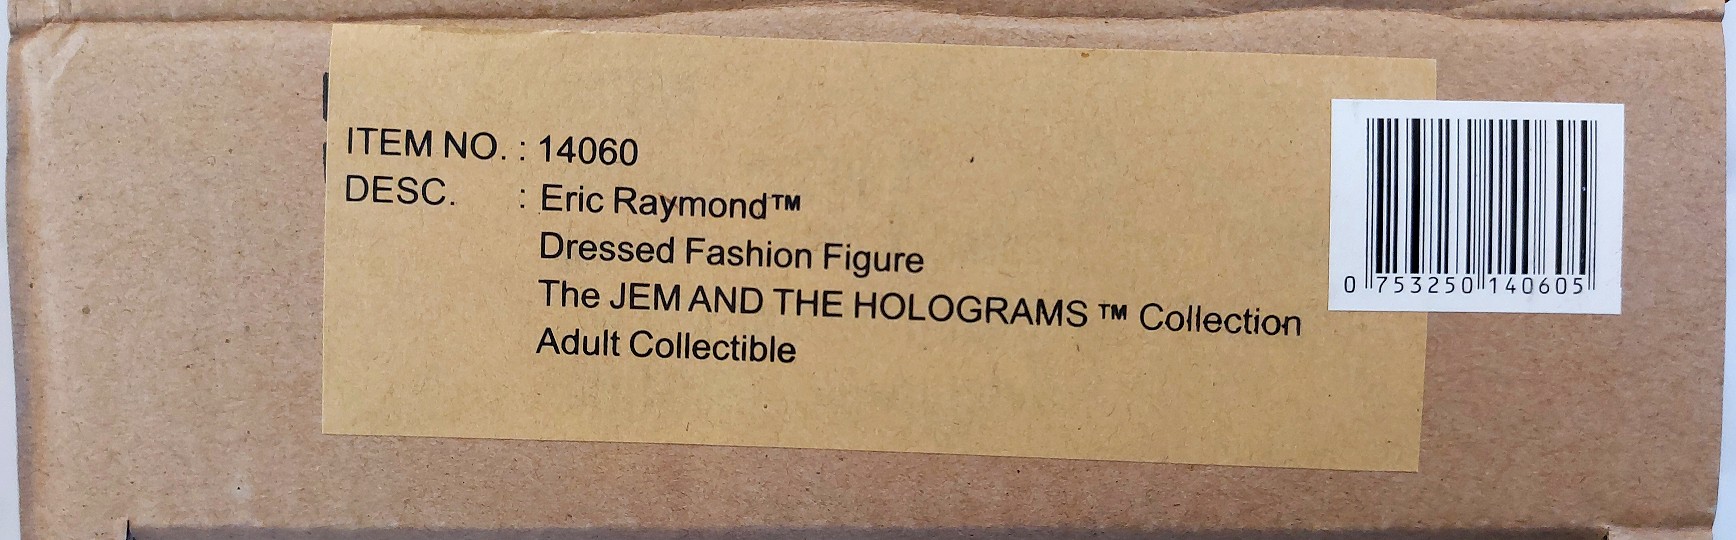 ITEM NO. : 14060
DESC. : Eric Raymond™
Dressed Fashion Figure
The JEM AND THE HOLOGRAMS ™ Collection
Adult Collectible
0 753250 140605